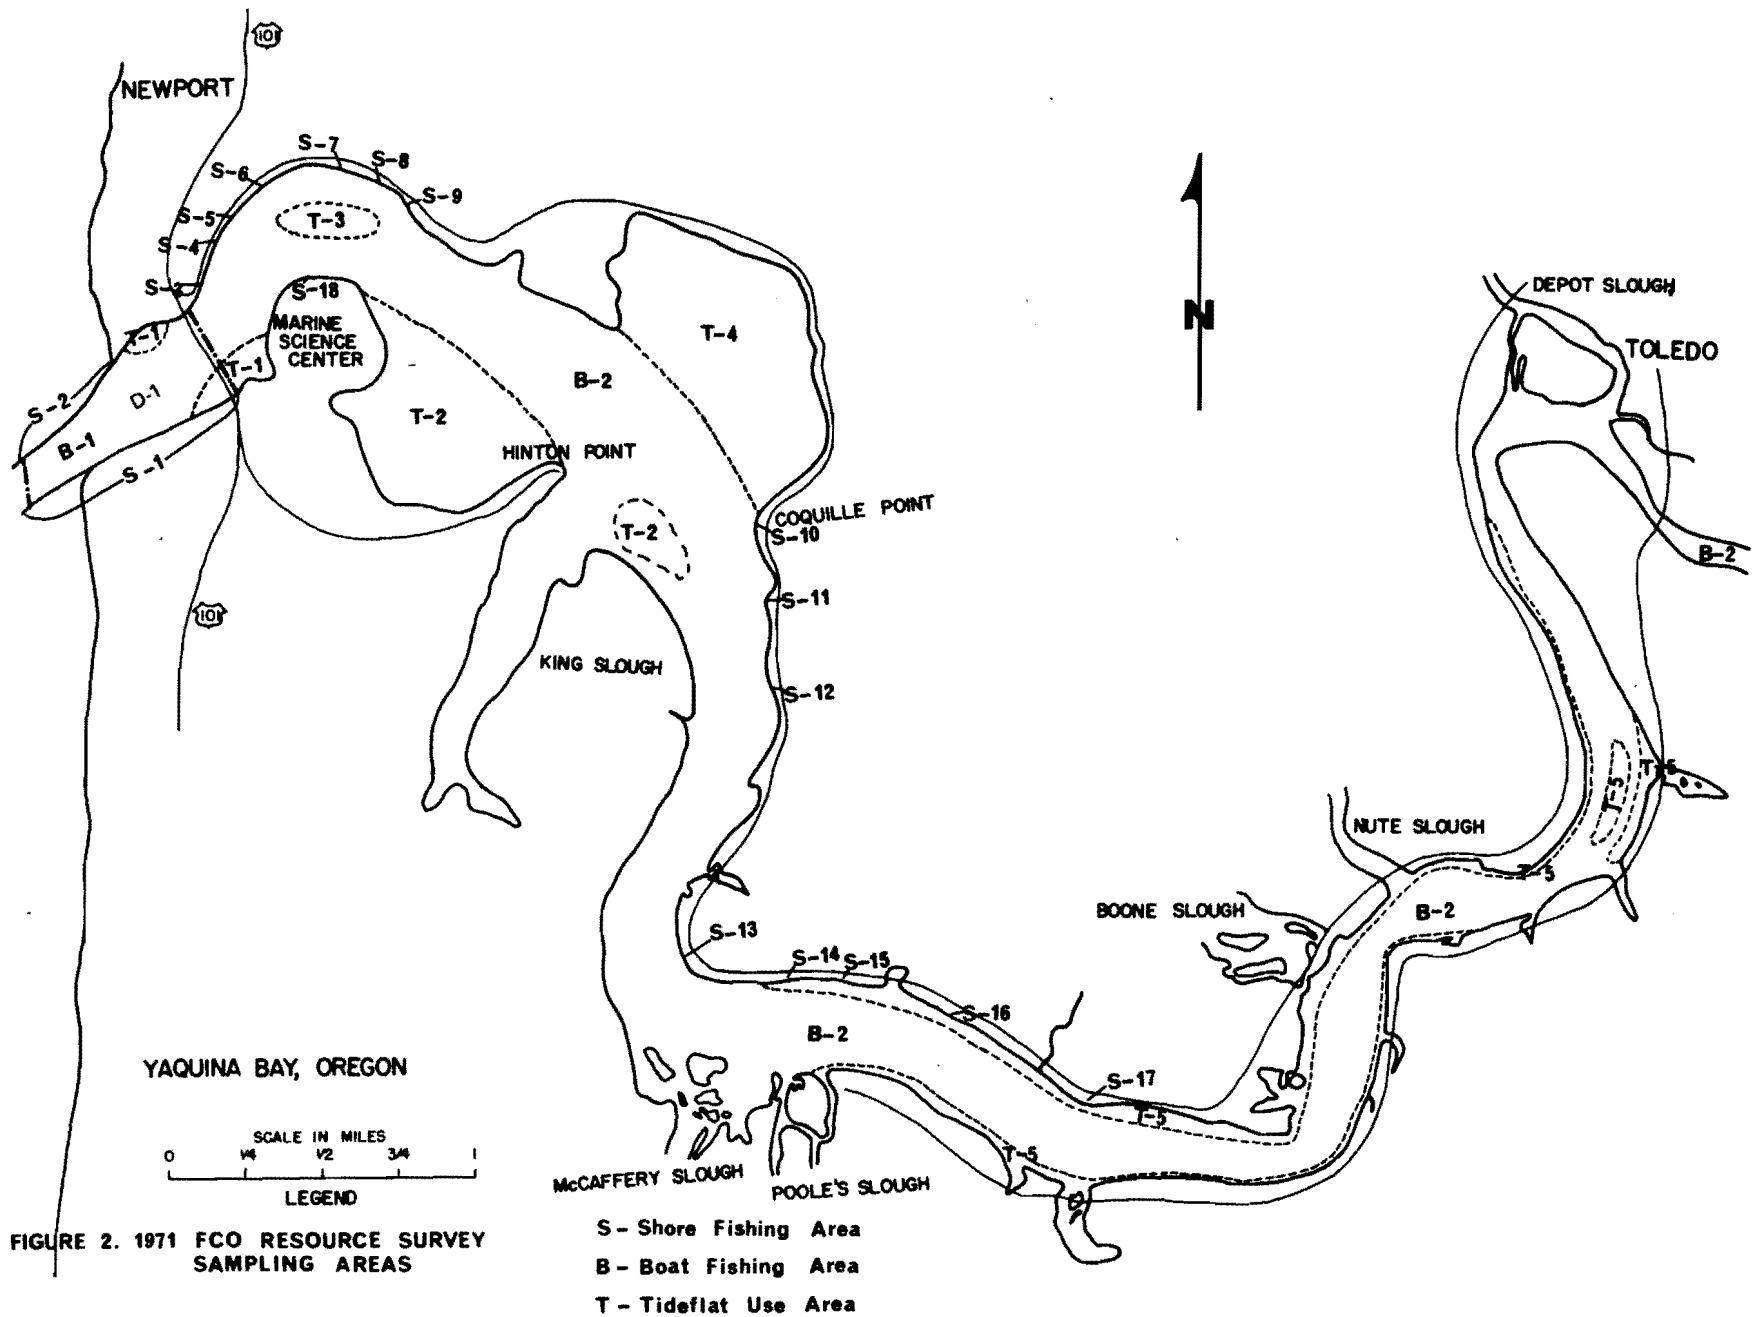 101
NEWPORT
S-7
S-8
S-6
S-9
S-5
T-3
S-4
S-3
S-18
DEPOT SLOUGH
N
MARINE
SCIENCE
CENTER
T-1
T-4
TOLEDO
T-1
B-2
D-1
S-2
T-2
B-1
HINTON POINT
S-1
COQUILLE POINT
T-2
S-10
B-2
S-11
101
KING SLOUGH
S-12
T-5
T-5
NUTE SLOUGH
T-5
BOONE SLOUGH
B-2
S-13
S-14
S-15
S-16
B-2
YAQUINA BAY, OREGON
S-17
T-5
SCALE IN MILES
0 1/4 1/2 3/4 1
T-5
McCAFFERY SLOUGH
POOLE'S SLOUGH
LEGEND
S - Shore Fishing Area
B - Boat Fishing Area
T - Tideflat Use Area
FIGURE 2. 1971 FCO RESOURCE SURVEY
SAMPLING AREAS